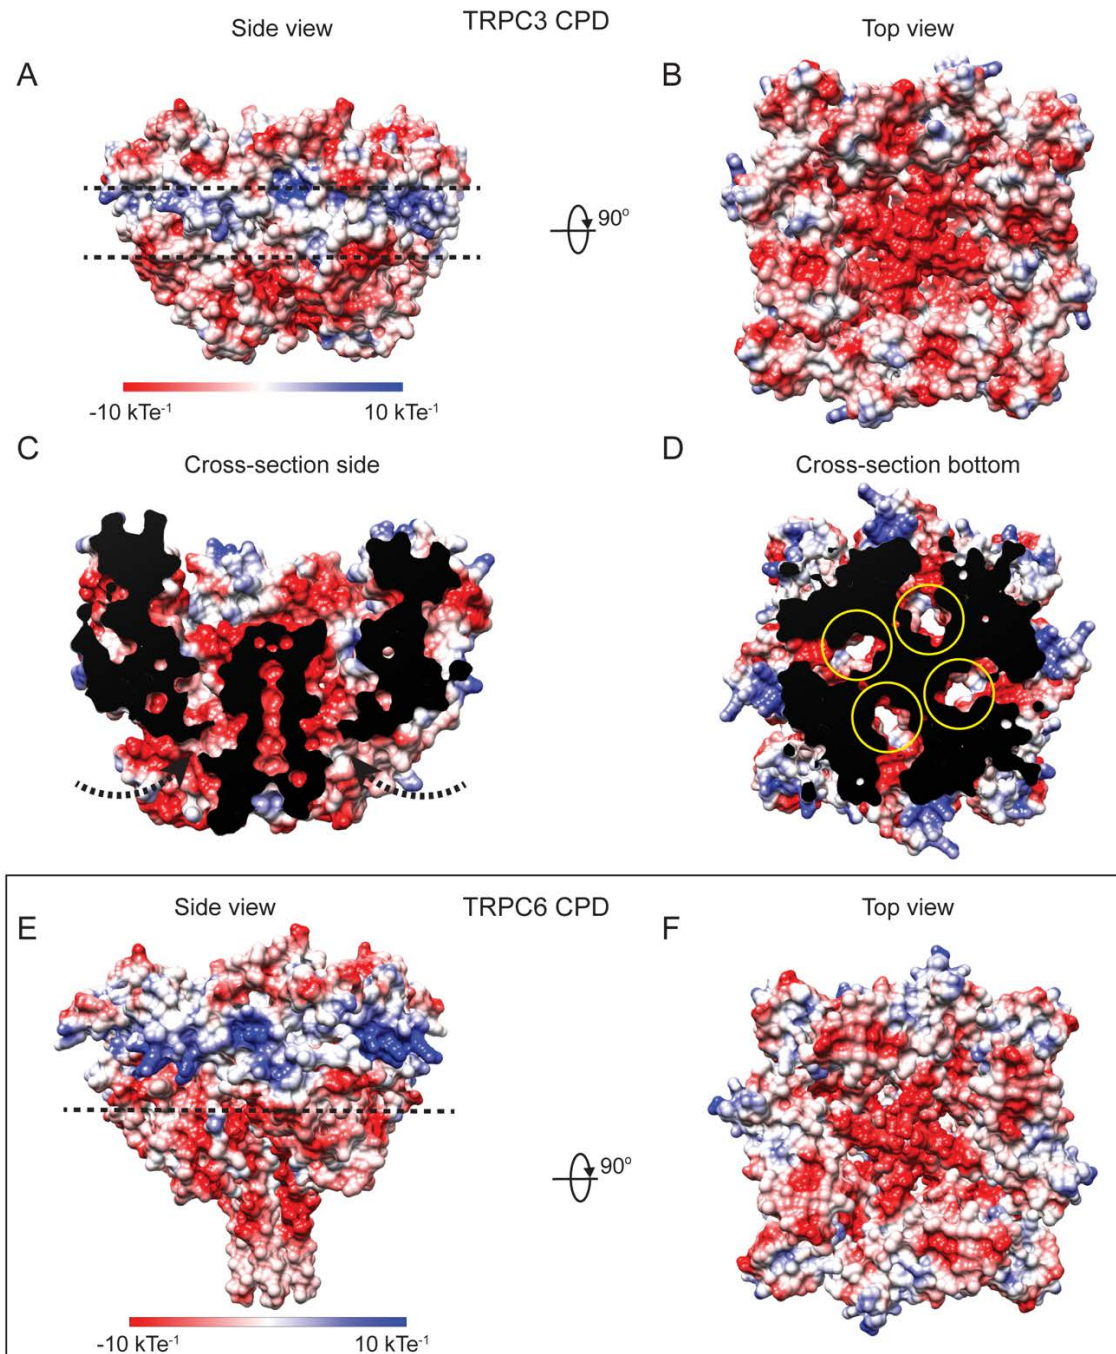 TRPC3 CPD
Side view
Top view
A
B
90°
-10 kTe⁻¹
10 kTe⁻¹
C
D
Cross-section side
Cross-section bottom
Side view
TRPC6 CPD
Top view
E
F
90°
-10 kTe⁻¹
10 kTe⁻¹